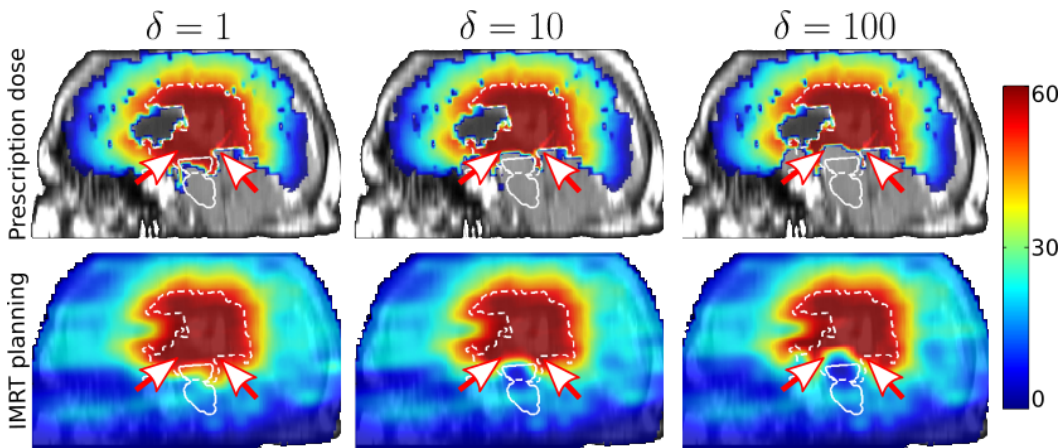 δ = 1
δ = 10
δ = 100
Prescription dose
60
30
0
IMRT planning